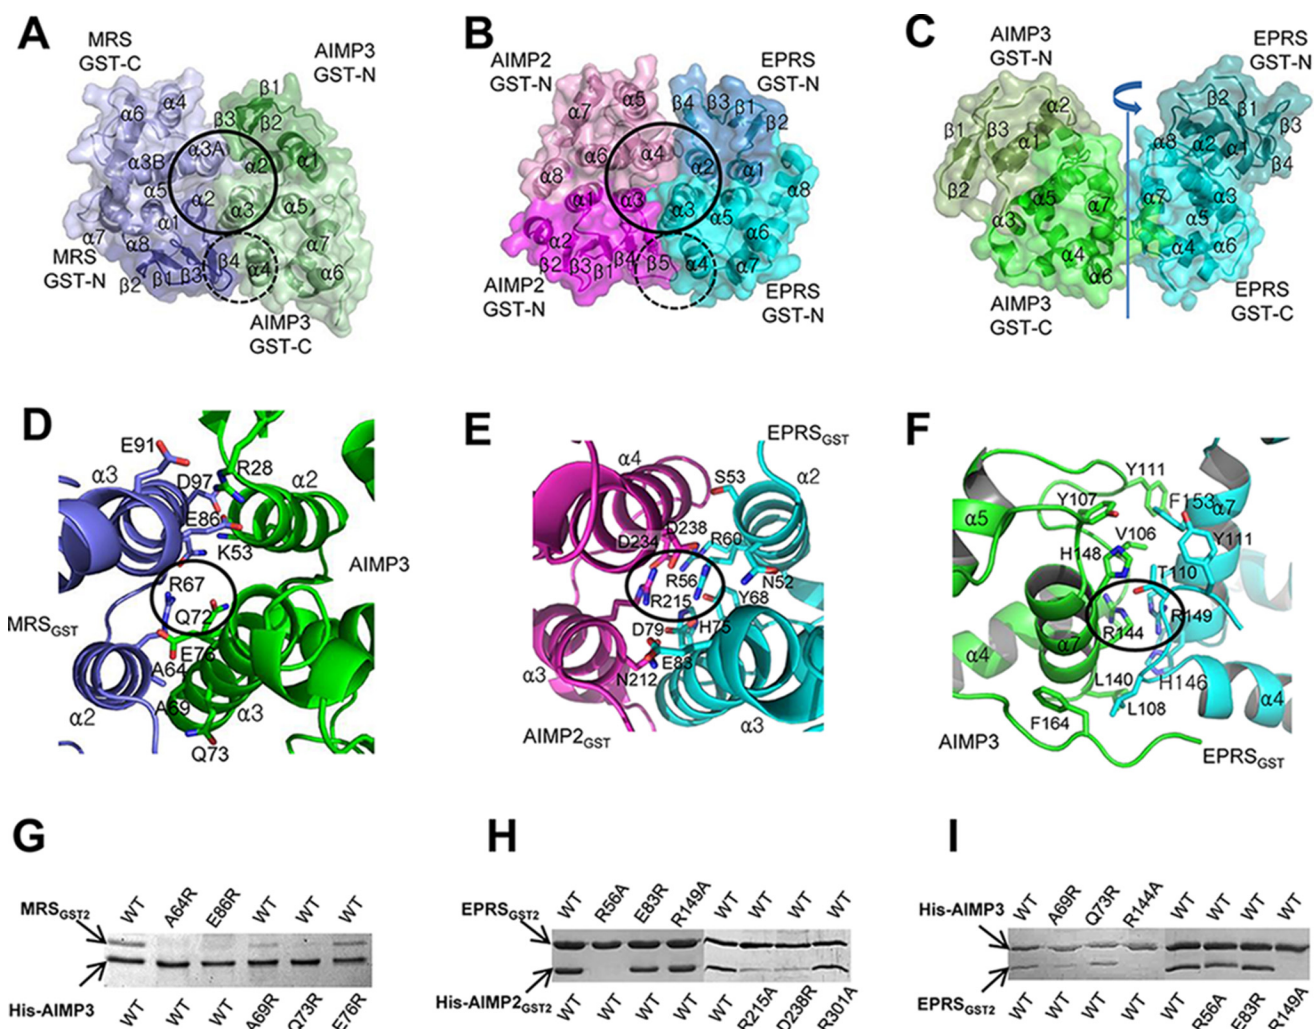 A
MRS
GST-C
AIMP3
GST-N
α6
α4
β1
β3
β2
α3A
α3B
α2
α1
α5
α2
α1
α3
α5
α7
α8
α7
α6
β4
α4
β2
β1
β3
MRS
GST-N
AIMP3
GST-C
B
AIMP2
GST-N
EPRS
GST-N
α7
α5
β4
β3
β1
β2
α6
α4
α2
α1
α8
α8
α1
α3
α3
α5
α6
α2
β2
β3
β1
β4
β5
α4
α7
AIMP2
GST-N
EPRS
GST-N
C
AIMP3
GST-N
EPRS
GST-N
β1
β3
α2
α1
β2
α5
α3
α7
α4
α6
β2
β1
β3
α8
α2
α1
β4
α7
α3
α5
α4
α6
AIMP3
GST-C
EPRS
GST-C
D
E91
α3
D97
R28
α2
E86
K53
AIMP3
R67
Q72
MRSGST
E76
A64
A69
α2
α3
Q73
E
EPRSGST
α4
α2
S53
D238
D234
R60
R56
N52
R215
Y68
D79
H75
E83
α3
N212
α3
AIMP2GST
F
Y111
F153
α7
Y107
α5
V106
Y111
H148
T110
R149
R144
α7
α4
L140
H146
L108
α4
F164
AIMP3
EPRSGST
G
MRSGST2
WT
A64R
E86R
WT
WT
WT
His-AIMP3
WT
WT
WT
A69R
Q73R
E76R
H
EPRSGST2
WT
R56A
E83R
R149A
WT
WT
WT
WT
His-AIMP2GST2
WT
WT
WT
WT
WT
R215A
D238R
R301A
I
His-AIMP3
WT
A69R
Q73R
R144A
WT
WT
WT
WT
EPRSGST2
WT
WT
WT
WT
WT
R56A
E83R
R149A